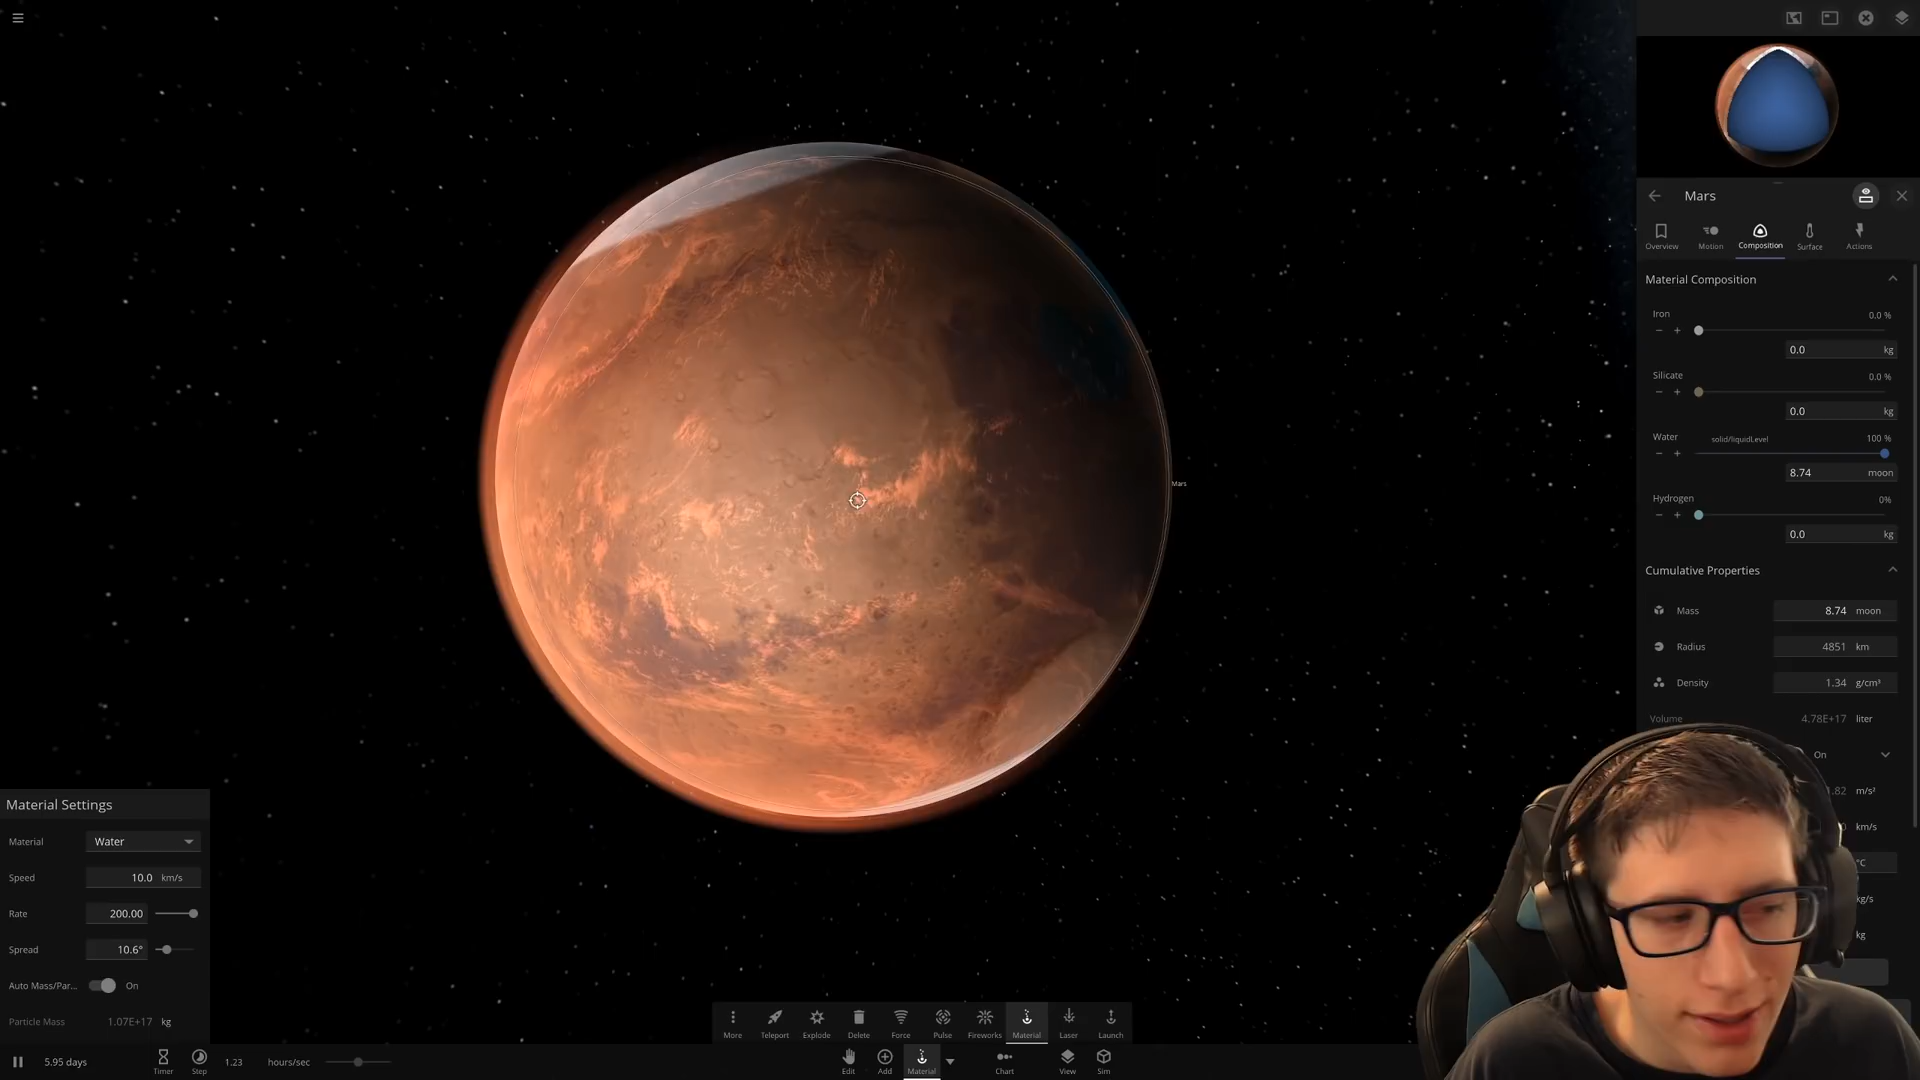 Mars
Overview
Motion
Composition
Surface
Actions
Material Composition
Iron 0.0 %
0.0 kg
Silicate 0.0 %
0.0 kg
Water solid/liquidLevel 100 %
8.74 moon
Hydrogen 0%
0.0 kg
Cumulative Properties
Mass 8.74 moon
Radius 4851 km
Density 1.34 g/cm³
Volume 4.78E+17 liter
On
m/s²
km/s
°C
kg/s
kg
Mars
Material Settings
Material Water
Speed 10.0 km/s
Rate 200.00
Spread 10.6°
Auto Mass/Par... On
Particle Mass 1.07E+17 kg
More
Teleport
Explode
Delete
Force
Pulse
Fireworks
Material
Laser
Launch
5.95 days
Timer
Step
1.23 hours/sec
Edit
Add
Material
Chart
View
Sim